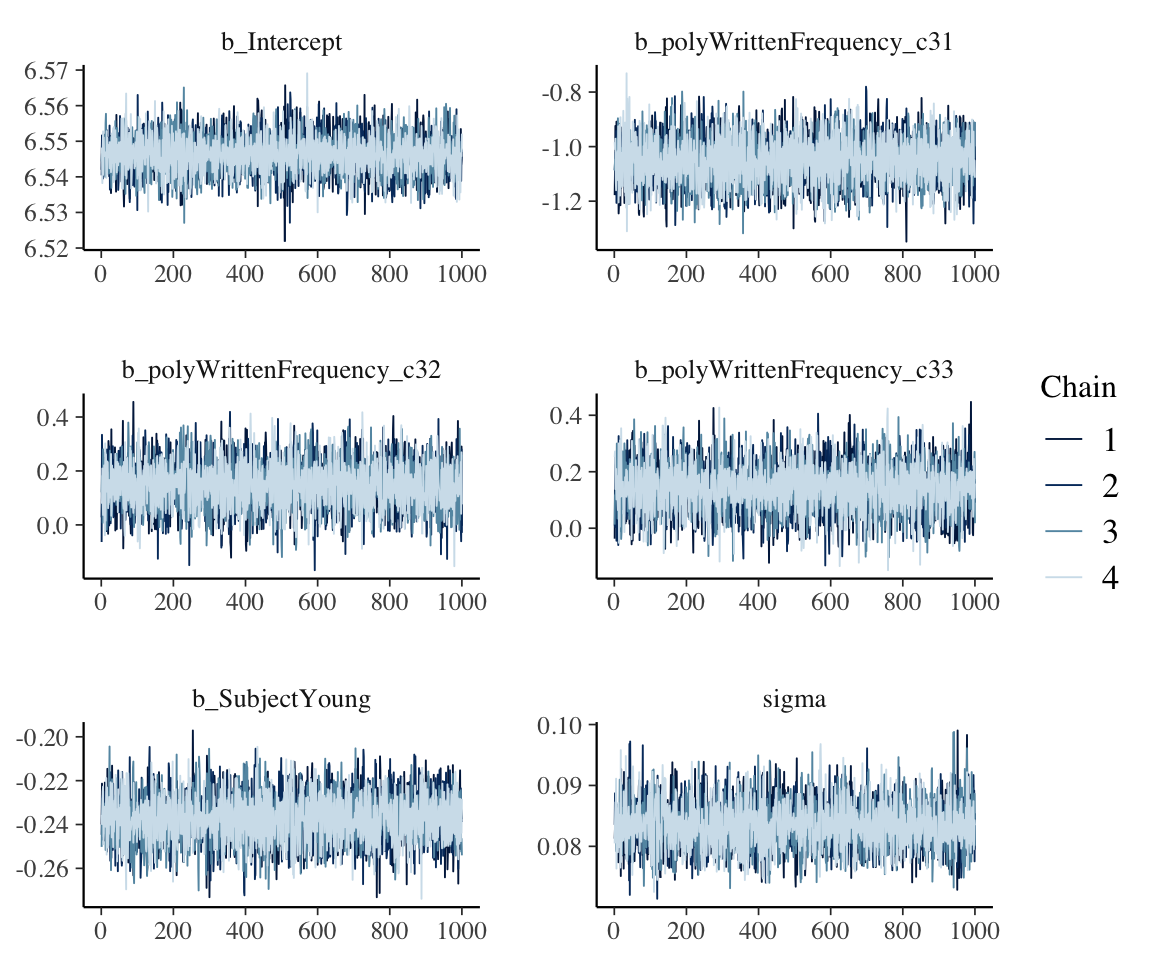 b_Intercept
6.57
6.56
6.55
6.54
6.53
6.52
0 200 400 600 800 1000
b_polyWrittenFrequency_c31
-0.8
-1.0
-1.2
0 200 400 600 800 1000
b_polyWrittenFrequency_c32
0.4
0.2
0.0
0 200 400 600 800 1000
b_polyWrittenFrequency_c33
0.4
0.2
0.0
0 200 400 600 800 1000
Chain
1
2
3
4
b_SubjectYoung
-0.20
-0.22
-0.24
-0.26
0 200 400 600 800 1000
sigma
0.10
0.09
0.08
0 200 400 600 800 1000